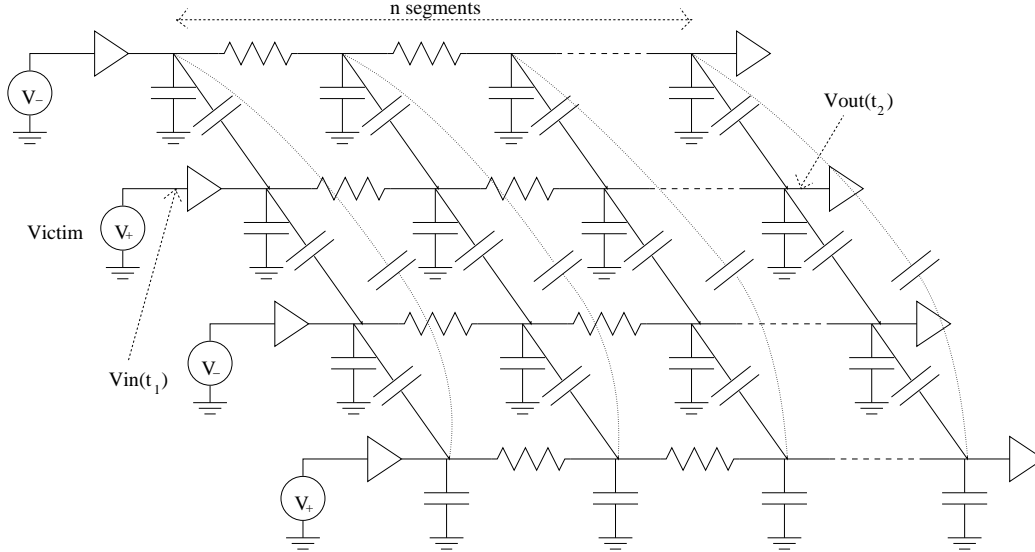 n segments
V−
Vout(t₂)
Victim
V+
V−
Vin(t₁)
V+